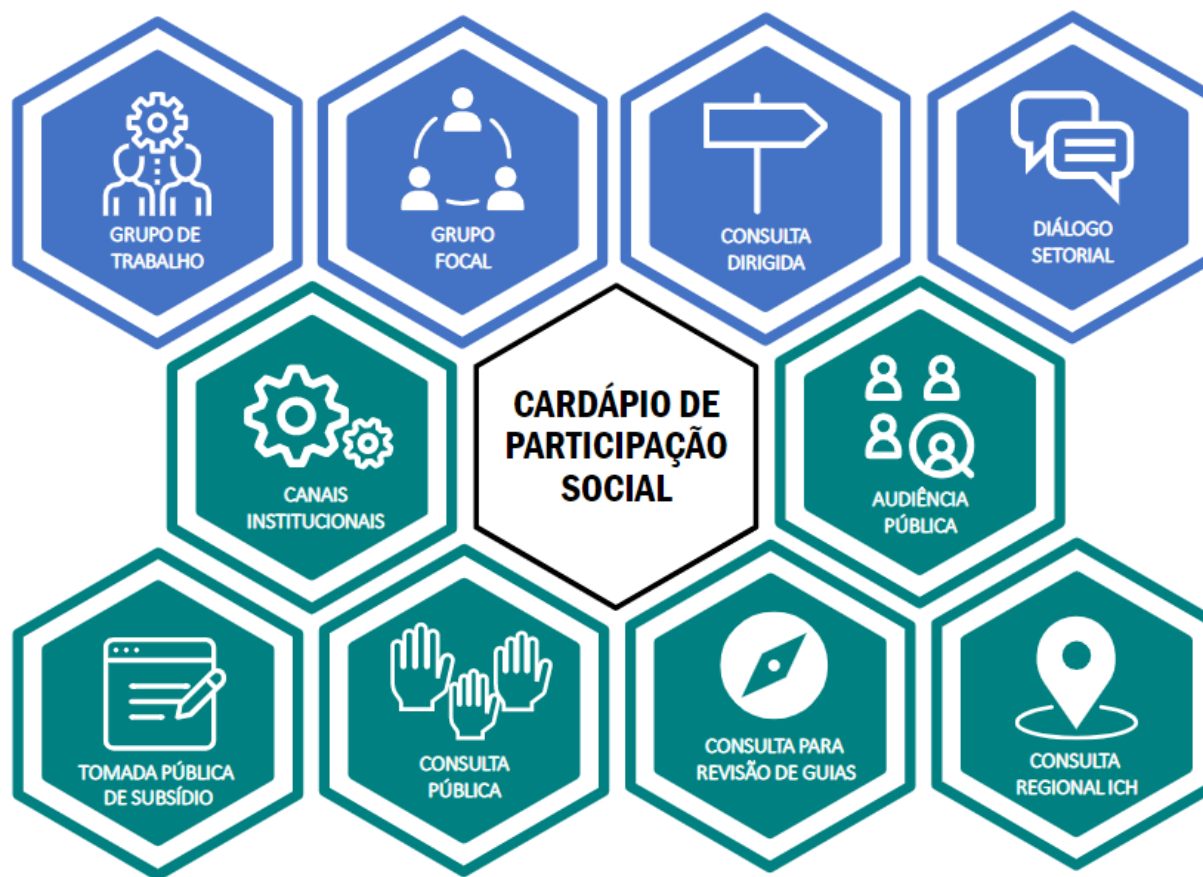 GRUPO DE
TRABALHO
GRUPO
FOCAL
CONSULTA
DIRIGIDA
DIÁLOGO
SETORIAL
CANAIS
INSTITUCIONAIS
CARDÁPIO DE
PARTICIPAÇÃO
SOCIAL
AUDIÊNCIA
PÚBLICA
TOMADA PÚBLICA
DE SUBSÍDIO
CONSULTA
PÚBLICA
CONSULTA PARA
REVISÃO DE GUIAS
CONSULTA
REGIONAL ICH